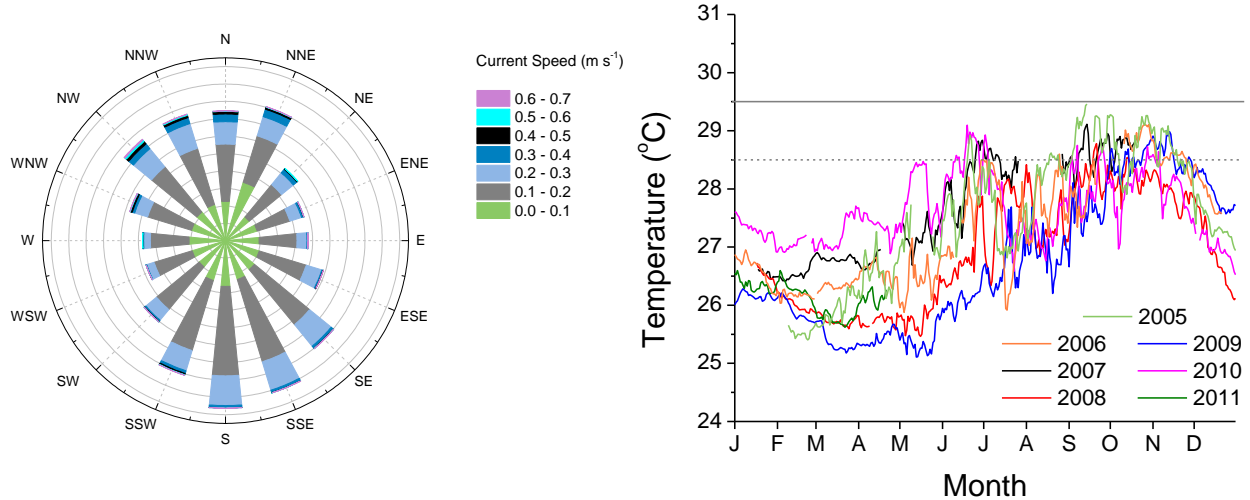 N
NNE
NE
ENE
E
ESE
SE
SSE
S
SSW
SW
WSW
W
WNW
NW
NNW
Current Speed (m s⁻¹)
0.6 - 0.7
0.5 - 0.6
0.4 - 0.5
0.3 - 0.4
0.2 - 0.3
0.1 - 0.2
0.0 - 0.1
Temperature (°C)
31
30
29
28
27
26
25
24
J F M A M J J A S O N D
Month
2005
2006 2009
2007 2010
2008 2011